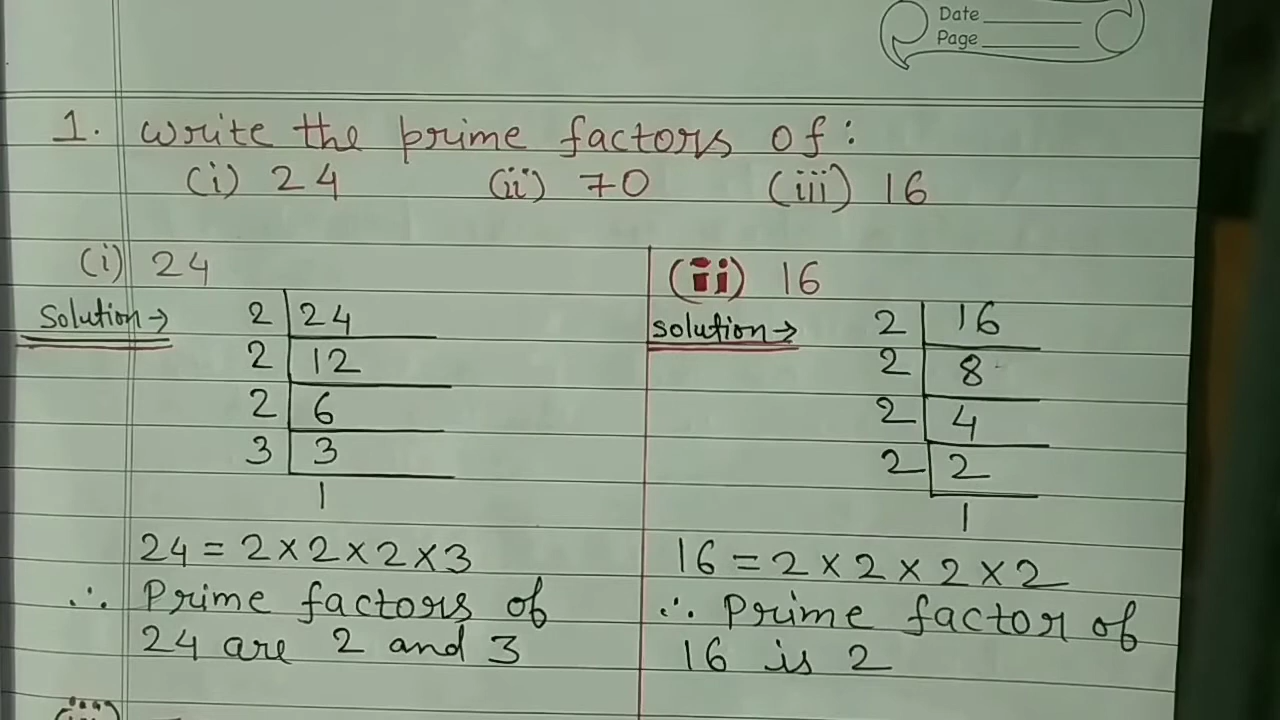 Date
Page
1. Write the prime factors of:
(i) 24 (ii) 70 (iii) 16
(i) 24
Solution →
2 | 24
2 | 12
2 | 6
3 | 3
1
24 = 2 × 2 × 2 × 3
∴ Prime factors of
24 are 2 and 3
(ii) 16
Solution →
2 | 16
2 | 8
2 | 4
2 | 2
1
16 = 2 × 2 × 2 × 2
∴ Prime factor of
16 is 2